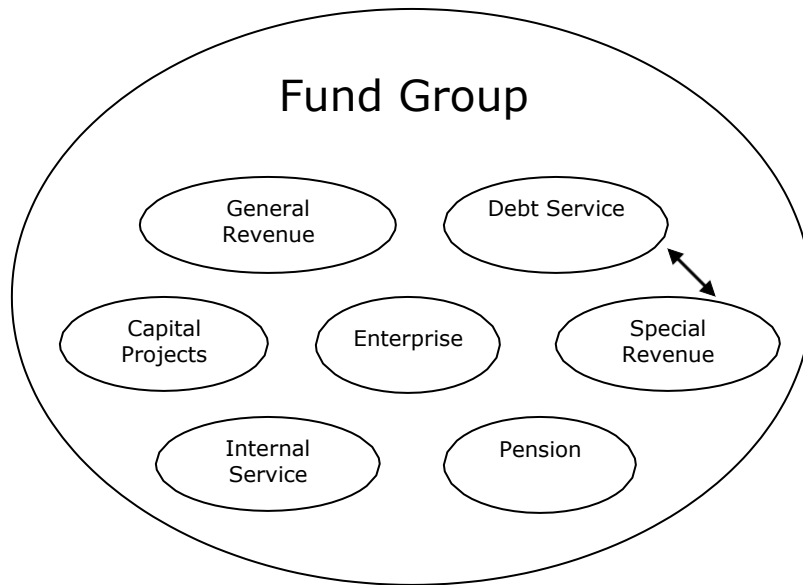 Fund Group
General
Revenue
Debt Service
Capital
Projects
Enterprise
Special
Revenue
Internal
Service
Pension